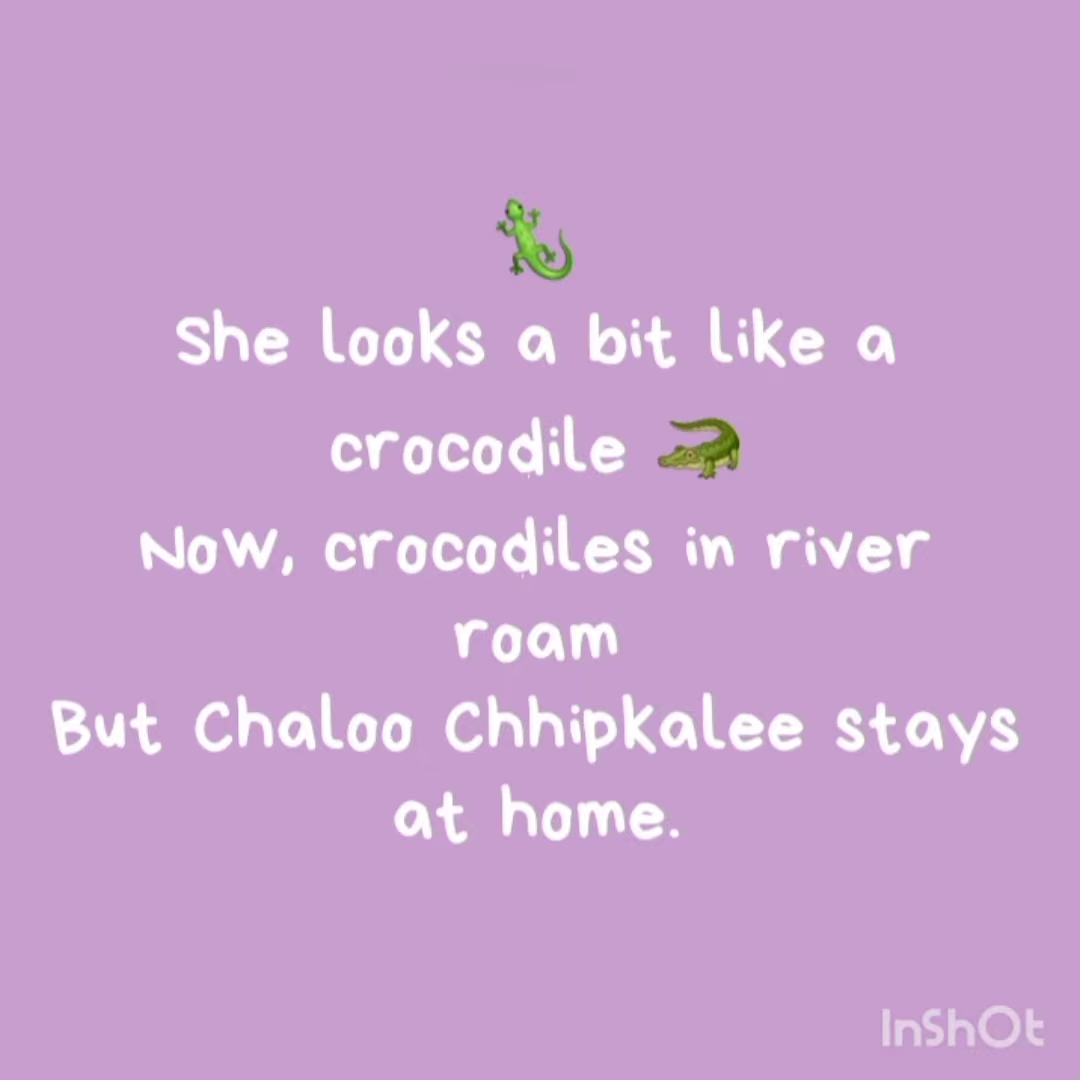 She looks a bit like a
crocodile 🐊
Now, crocodiles in river
roam
But Chaloo Chhipkalee stays
at home.
InShOt